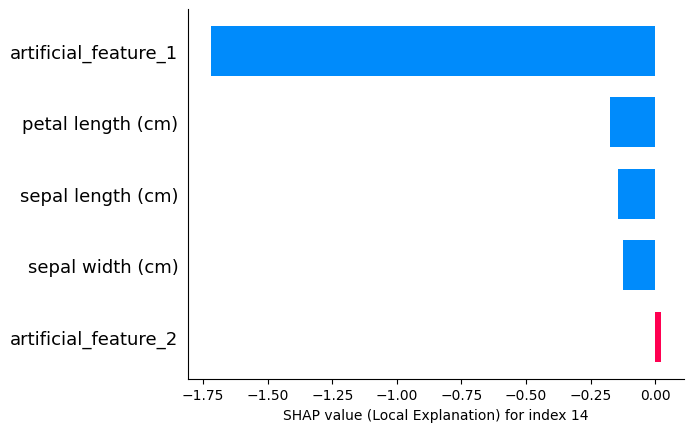 artificial_feature_1
petal length (cm)
sepal length (cm)
sepal width (cm)
artificial_feature_2
−1.75 −1.50 −1.25 −1.00 −0.75 −0.50 −0.25 0.00
SHAP value (Local Explanation) for index 14